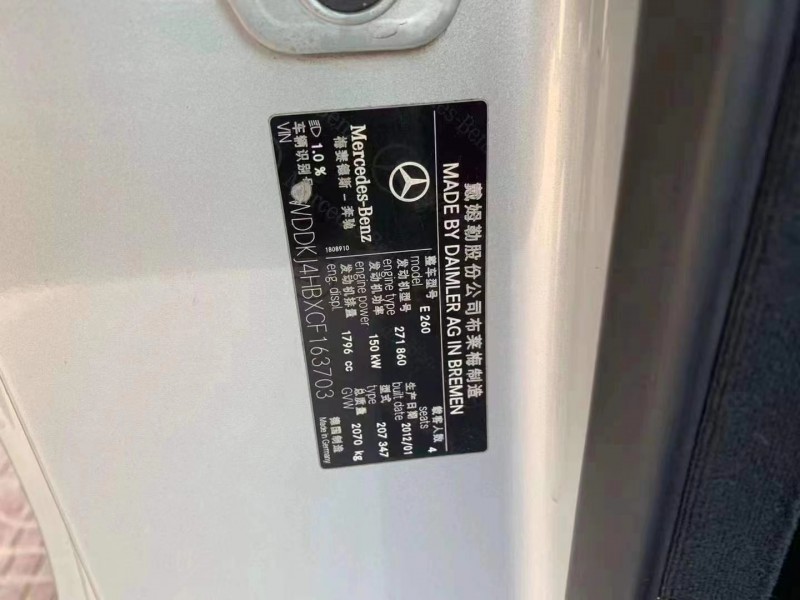 戴姆勒股份公司布莱梅制造
MADE BY DAIMLER AG IN BREMEN
Mercedes-Benz
梅赛德斯－奔驰
1808910
整车型号
model E 260
载客人数
seats 4
发动机型号
engine type 271 860
生产日期
built date 2012/01
发动机功率
engine power 150 kW
型式
type 207 347
发动机排量
eng. displ. 1796 cc
总质量
GVW 2070 kg
1.0 %
车辆识别
VIN WDDKJ4HBXCF163703
德国制造
Made in Germany